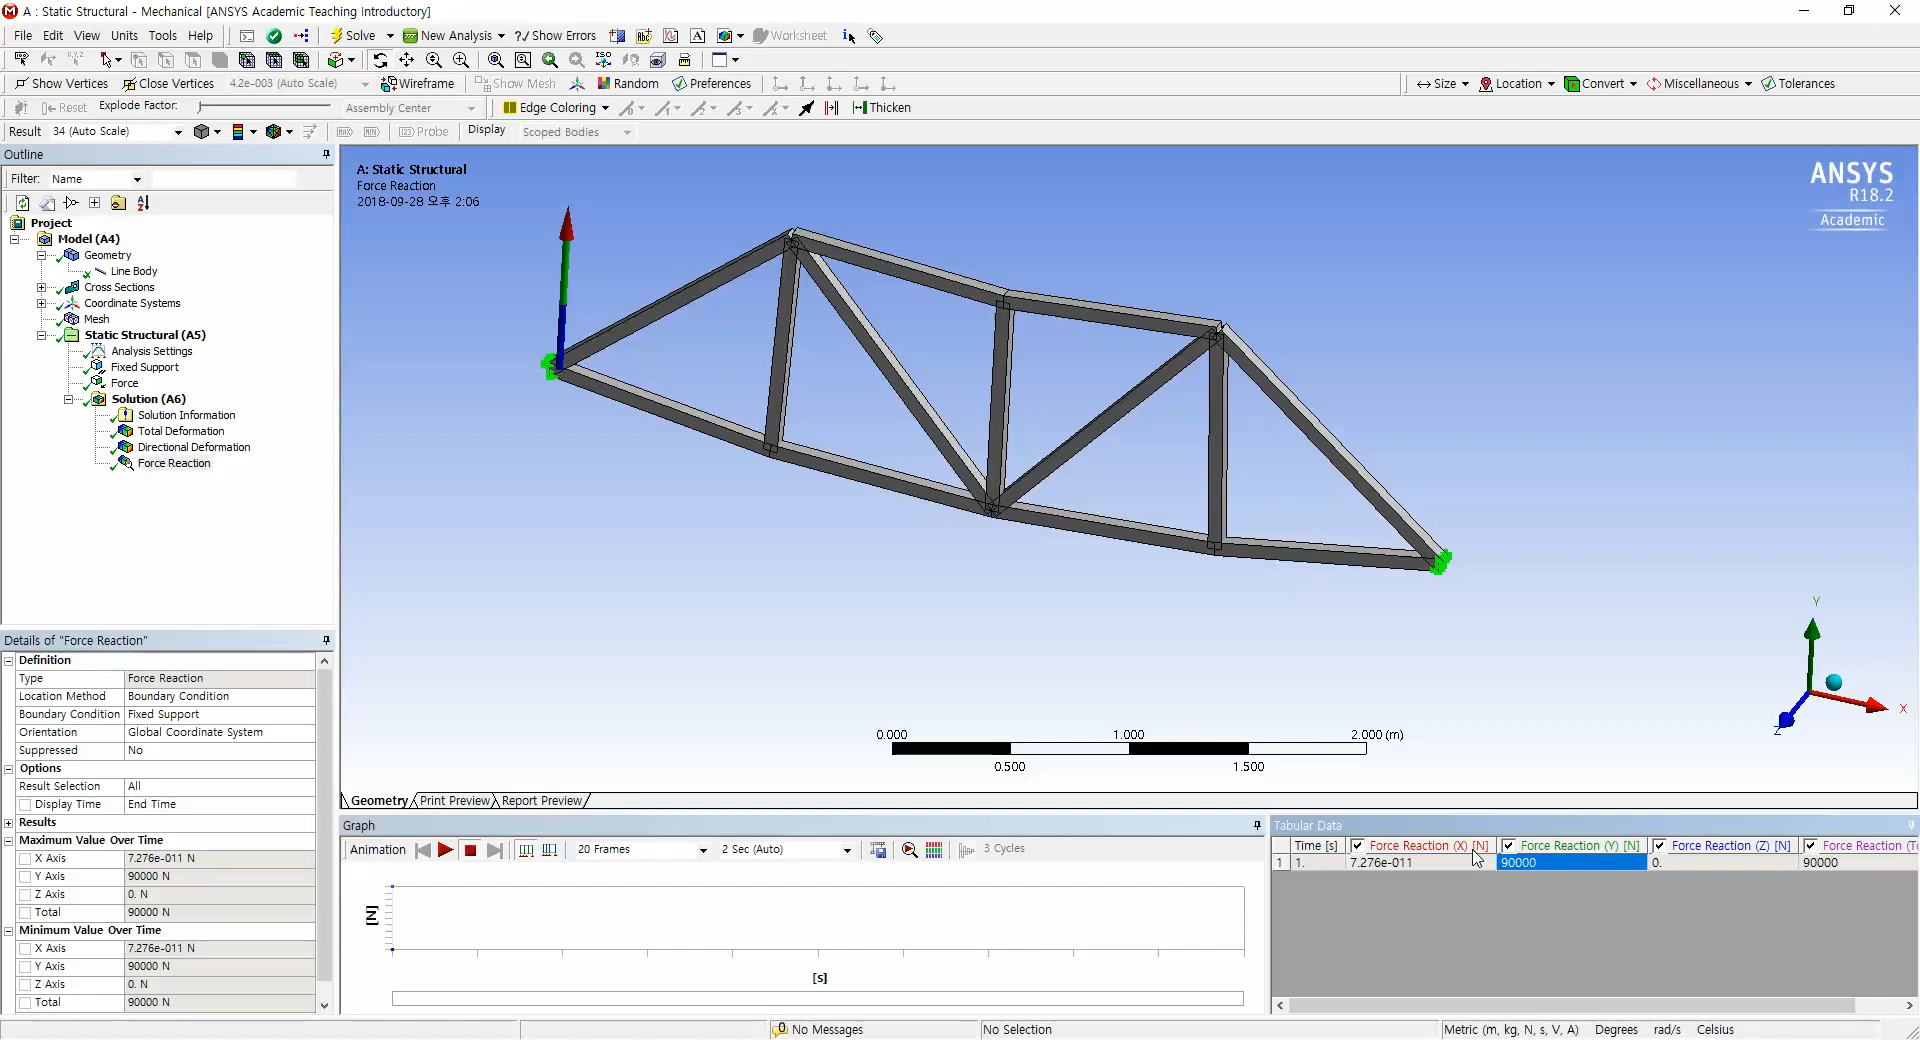 A : Static Structural - Mechanical [ANSYS Academic Teaching Introductory]
File Edit View Units Tools Help Solve New Analysis ?/ Show Errors Worksheet
ISO
Show Vertices Close Vertices 4.2e-003 (Auto Scale) Wireframe Show Mesh Random Preferences Size Location Convert Miscellaneous Tolerances
Reset Explode Factor: Assembly Center Edge Coloring Thicken
Result 34 (Auto Scale) Probe Display Scoped Bodies
Outline
Filter: Name
Project
Model (A4)
Geometry
Line Body
Cross Sections
Coordinate Systems
Mesh
Static Structural (A5)
Analysis Settings
Fixed Support
Force
Solution (A6)
Solution Information
Total Deformation
Directional Deformation
Force Reaction
Details of "Force Reaction"
Definition
Type Force Reaction
Location Method Boundary Condition
Boundary Condition Fixed Support
Orientation Global Coordinate System
Suppressed No
Options
Result Selection All
Display Time End Time
Results
Maximum Value Over Time
X Axis 7.276e-011 N
Y Axis 90000 N
Z Axis 0. N
Total 90000 N
Minimum Value Over Time
X Axis 7.276e-011 N
Y Axis 90000 N
Z Axis 0. N
Total 90000 N
A: Static Structural
Force Reaction
2018-09-28 오후 2:06
ANSYS
R18.2
Academic
Y
X
Z
0.000 1.000 2.000 (m)
0.500 1.500
Geometry Print Preview Report Preview
Graph
Animation 20 Frames 2 Sec (Auto) 3 Cycles
[N]
[s]
Tabular Data
Time [s] Force Reaction (X) [N] Force Reaction (Y) [N] Force Reaction (Z) [N] Force Reaction (T
1 1. 7.276e-011 90000 0. 90000
No Messages No Selection Metric (m, kg, N, s, V, A) Degrees rad/s Celsius